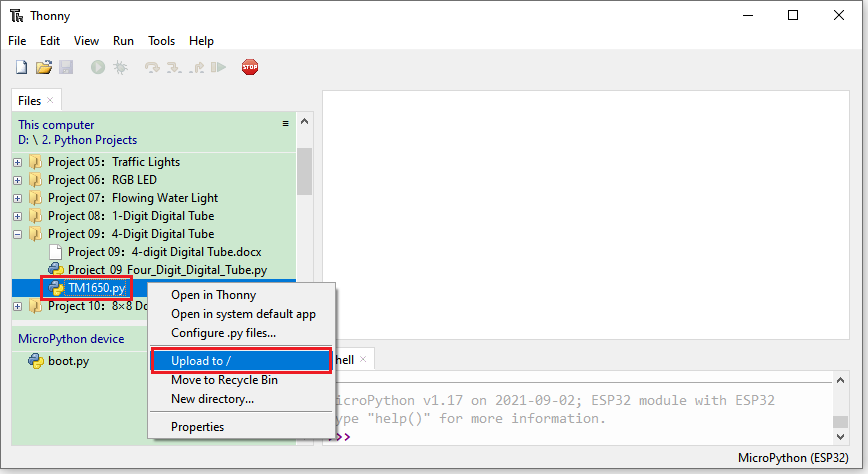 Thonny
File Edit View Run Tools Help
STOP
Files
This computer
D: \ 2. Python Projects
Project 05： Traffic Lights
Project 06： RGB LED
Project 07： Flowing Water Light
Project 08： 1-Digit Digital Tube
Project 09： 4-Digit Digital Tube
Project 09： 4-digit Digital Tube.docx
Project_09_Four_Digit_Digital_Tube.py
TM1650.py
Project 10： 8×8 Do
Open in Thonny
Open in system default app
Configure .py files...
Upload to /
Move to Recycle Bin
New directory...
Properties
MicroPython device
boot.py
hell
icroPython v1.17 on 2021-09-02; ESP32 module with ESP32
ype "help()" for more information.
>>>
MicroPython (ESP32)